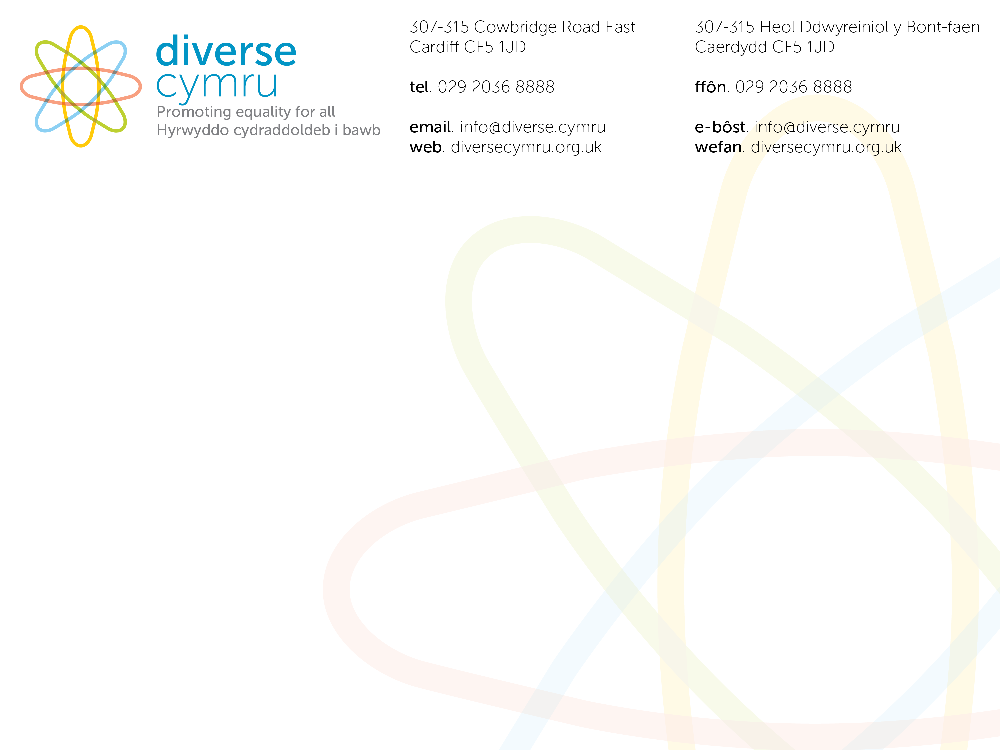 diverse
cymru
Promoting equality for all
Hyrwyddo cydraddoldeb i bawb
307-315 Cowbridge Road East
Cardiff CF5 1JD
tel. 029 2036 8888
email. info@diverse.cymru
web. diversecymru.org.uk
307-315 Heol Ddwyreiniol y Bont-faen
Caerdydd CF5 1JD
ffôn. 029 2036 8888
e-bôst. info@diverse.cymru
wefan. diversecymru.org.uk